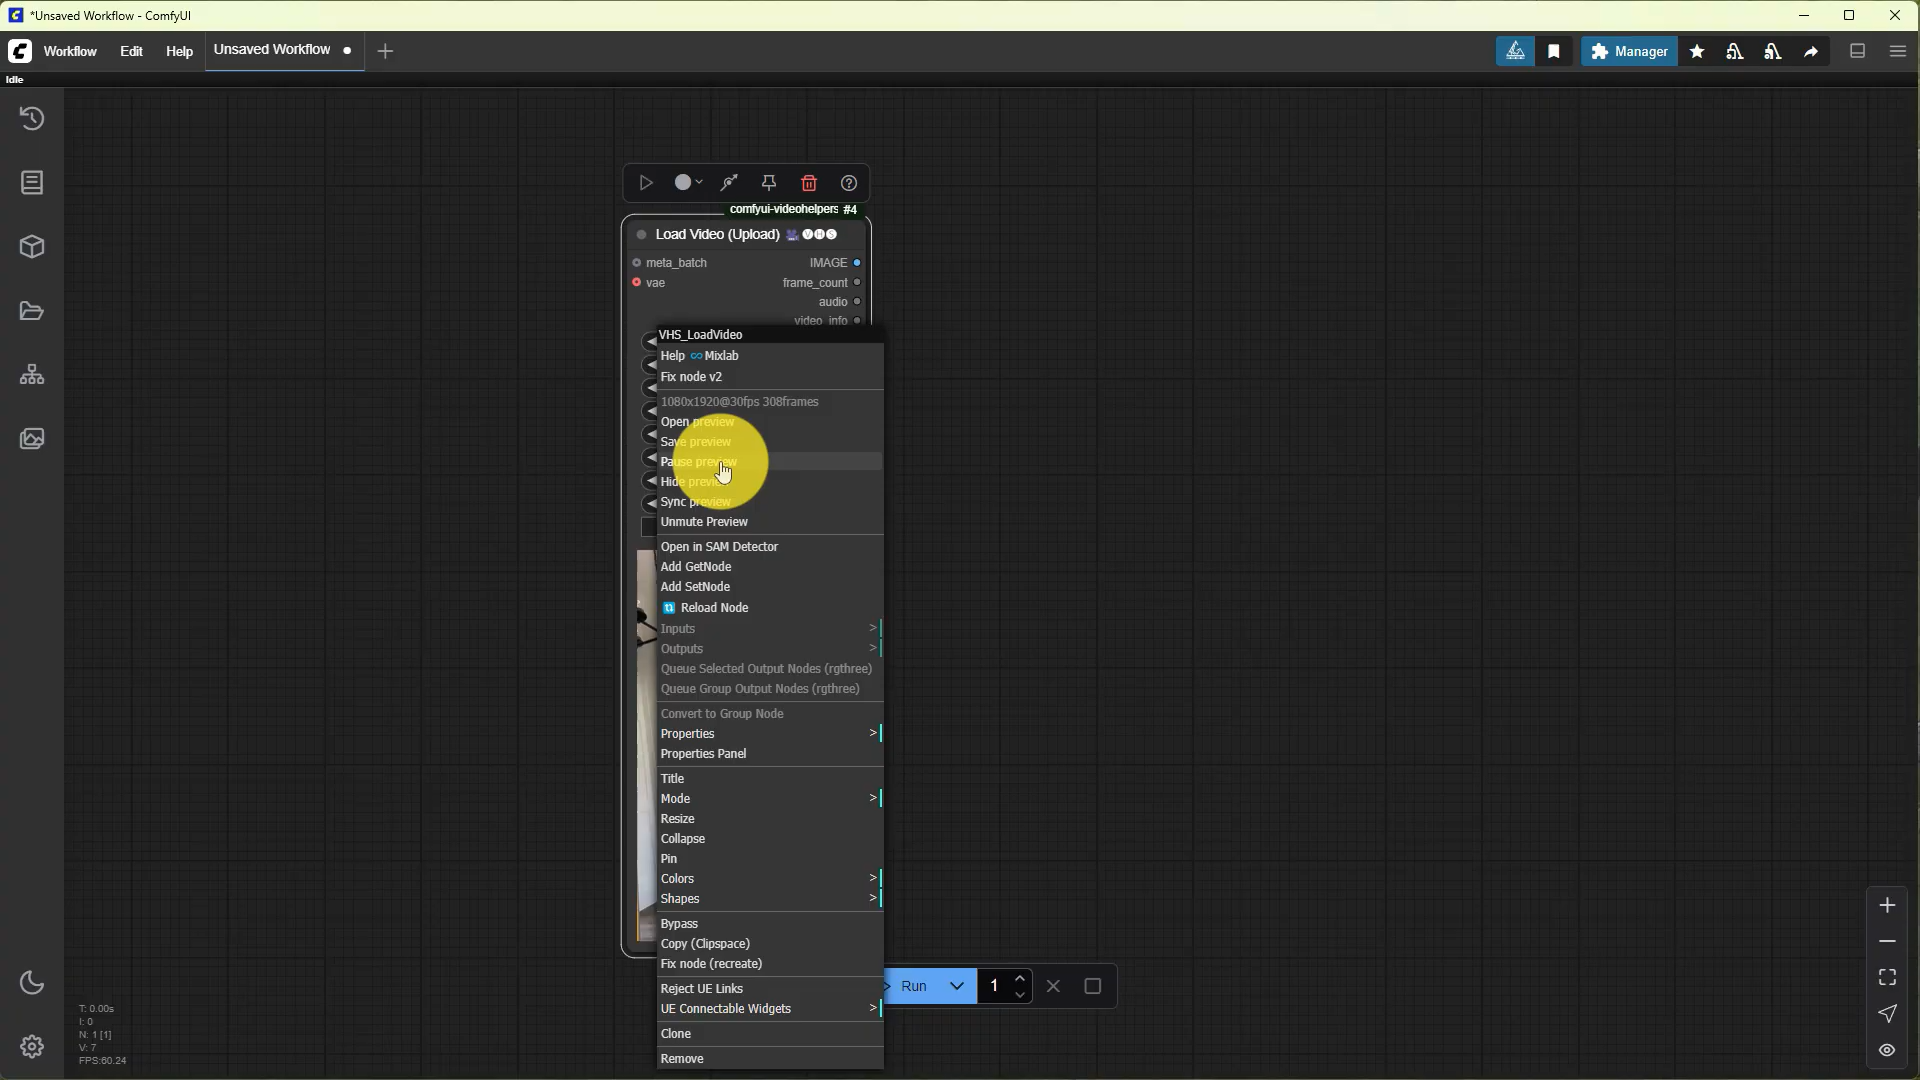 *Unsaved Workflow - ComfyUI
Workflow Edit Help Unsaved Workflow
Manager
Idle
comfyui-videohelpers #4
Load Video (Upload) VHS
meta_batch IMAGE
vae frame_count
audio
video_info
VHS_LoadVideo
Help ∞ Mixlab
Fix node v2
1080x1920@30fps 308frames
Open preview
Save preview
Pause preview
Hide preview
Sync preview
Unmute Preview
Open in SAM Detector
Add GetNode
Add SetNode
Reload Node
Inputs >
Outputs >
Queue Selected Output Nodes (rgthree)
Queue Group Output Nodes (rgthree)
Convert to Group Node
Properties >
Properties Panel
Title
Mode >
Resize
Collapse
Pin
Colors >
Shapes >
Bypass
Copy (Clipspace)
Fix node (recreate)
Reject UE Links
UE Connectable Widgets >
Clone
Remove
Run 1
T: 0.00s
I: 0
N: 1 [1]
V: 7
FPS:60.24